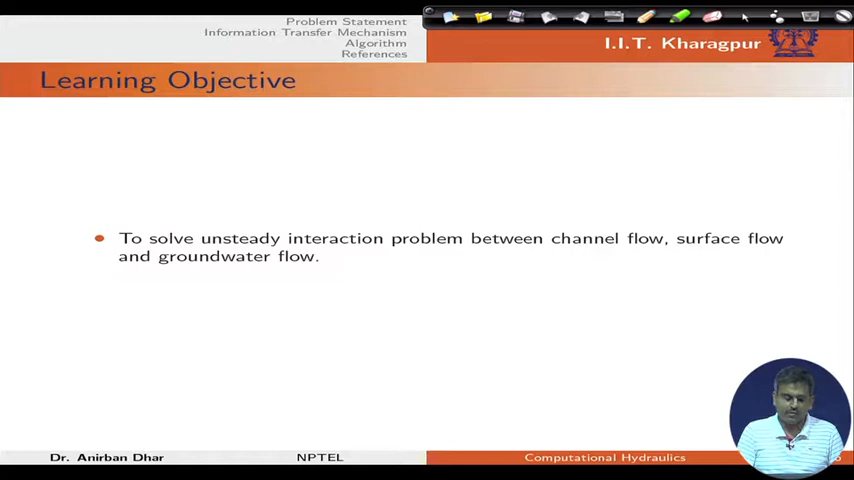 Problem Statement
Information Transfer Mechanism
Algorithm
References
I.I.T. Kharagpur
Learning Objective
To solve unsteady interaction problem between channel flow, surface flow
and groundwater flow.
Dr. Anirban Dhar
NPTEL
Computational Hydraulics